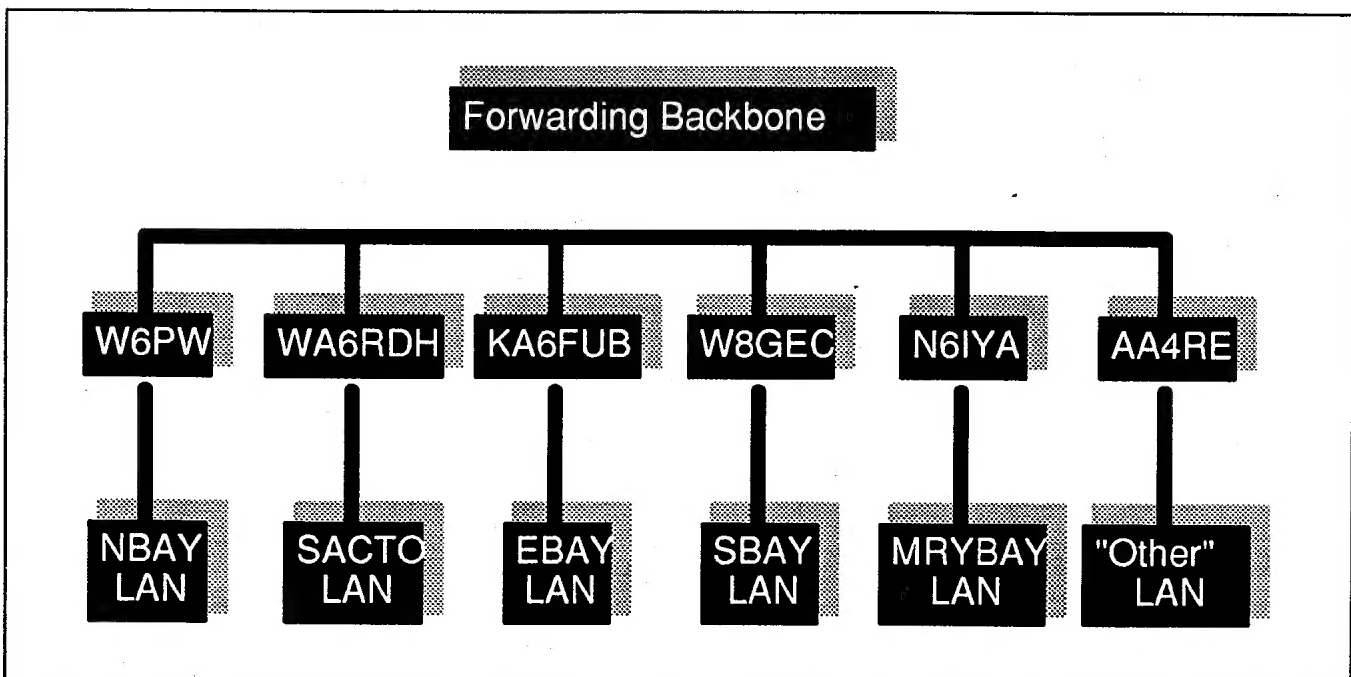 Forwarding Backbone
W6PW
WA6RDH
KA6FUB
W8GEC
N6IYA
AA4RE
NBAY
LAN
SACTO
LAN
EBAY
LAN
SBAY
LAN
MRYBAY
LAN
"Other"
LAN